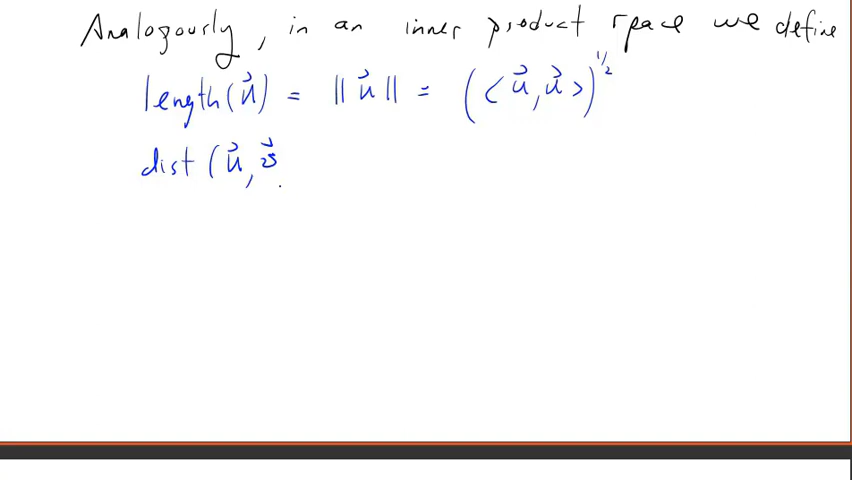 Analogously, in an inner product space we define
length(u⃗) = ||u⃗|| = (<u⃗,u⃗>)^1/2
dist (u⃗, v⃗